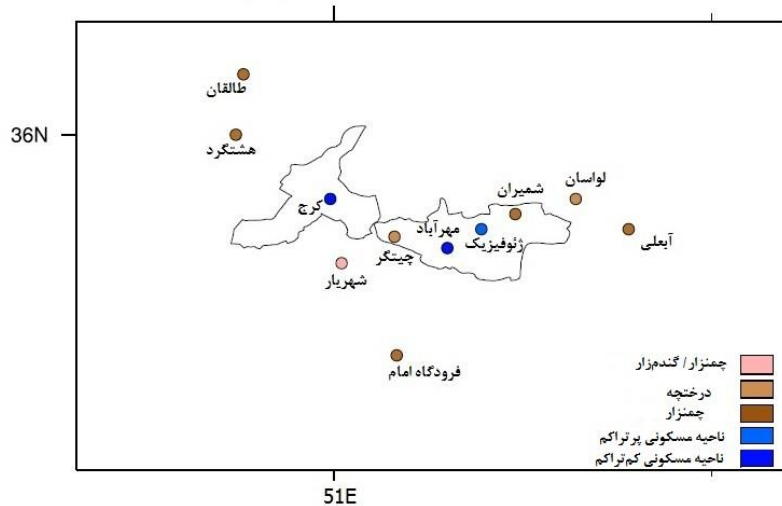 طالقان
36N
هشتگرد
لواسان
شمیران
کرج
مهرآباد
ژئوفیزیک
آبعلی
چیتگر
شهریار
فرودگاه امام
چمنزار/ گندم‌زار
درختچه
چمنزار
ناحیه مسکونی پرتراکم
ناحیه مسکونی کم‌تراکم
51E